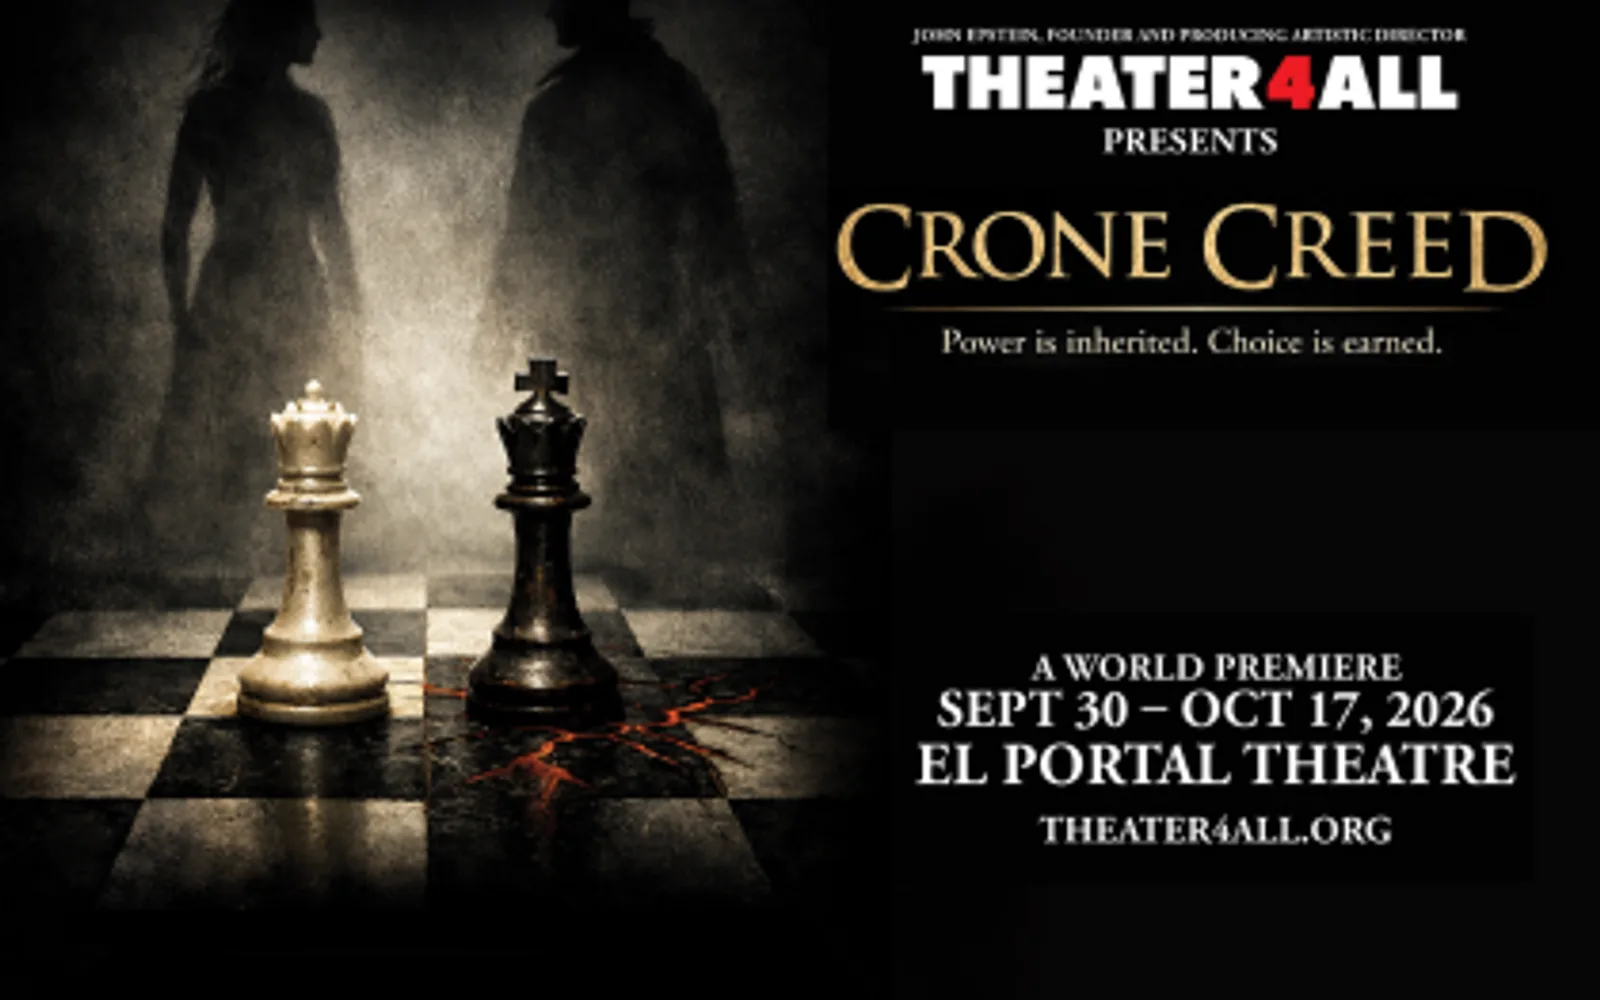 JOHN EPSTEIN, FOUNDER AND PRODUCING ARTISTIC DIRECTOR
THEATER4ALL
PRESENTS
CRONE CREED
Power is inherited. Choice is earned.
A WORLD PREMIERE
SEPT 30 – OCT 17, 2026
EL PORTAL THEATRE
THEATER4ALL.ORG